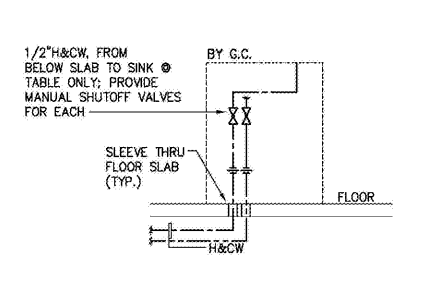 1/2"H&CW, FROM
BELOW SLAB TO SINK @
TABLE ONLY; PROVIDE
MANUAL SHUTOFF VALVES
FOR EACH
BY G.C.
SLEEVE THRU
FLOOR SLAB
(TYP.)
FLOOR
H&CW